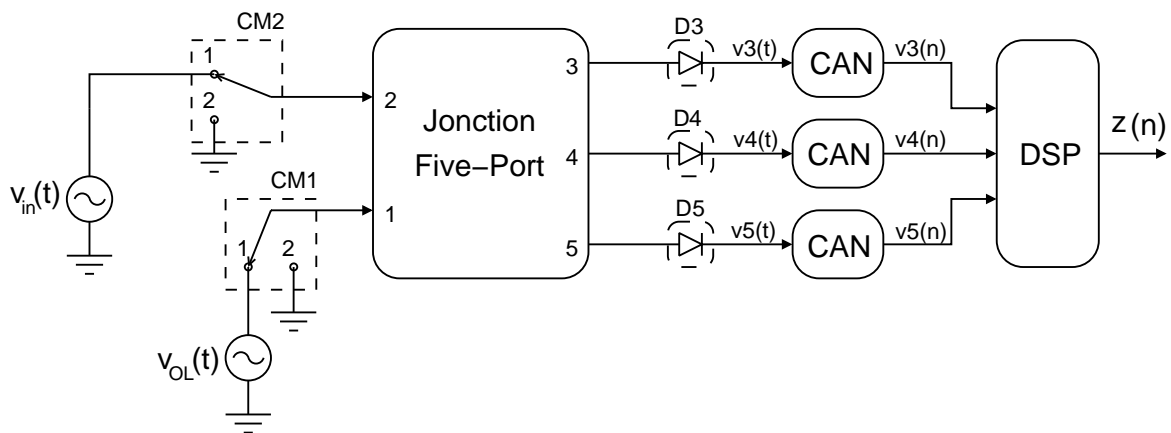 CM2
1
2
v_in(t)
CM1
1
2
v_OL(t)
2
1
Jonction
Five−Port
3
4
5
D3
v3(t)
CAN
v3(n)
D4
v4(t)
CAN
v4(n)
D5
v5(t)
CAN
v5(n)
DSP
z(n)